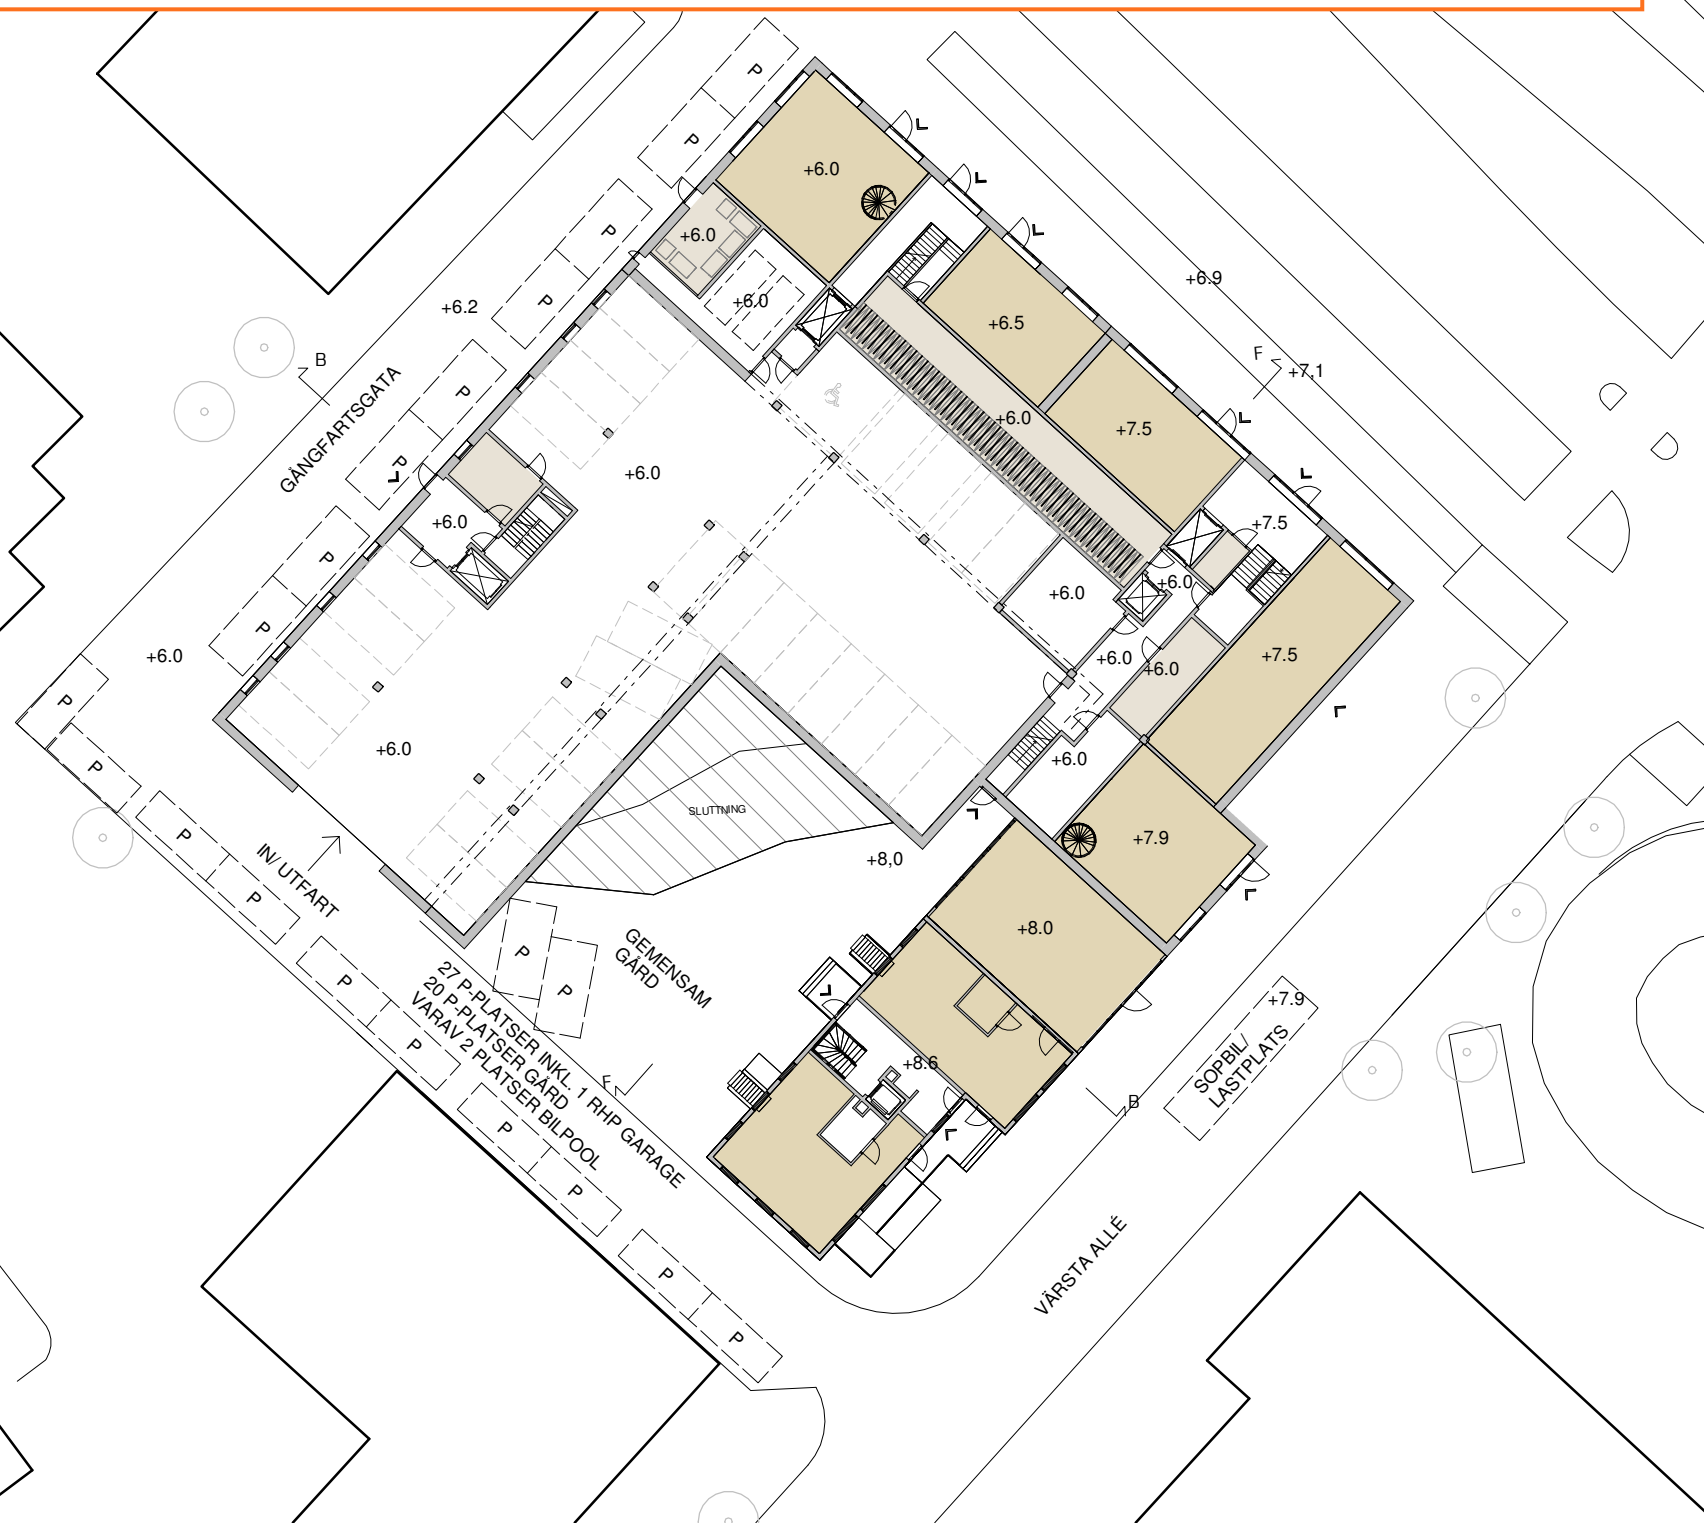 P
P
+6.0
P
+6.0
P
+6.9
+6.0
P
+6.2
+6.5
B
F
+7,1
GÅNGFARTSGATA
P
+6.0
+7.5
P
+6.0
+6.0
+7.5
P
+6.0
+6.0
P
+6.0
+6.0
+6.0
+7.5
+6.0
P
+6.0
+6.0
P
SLUTTNING
P
+7.9
+8,0
IN/ UTFART
P
+8.0
P
GEMENSAM
GÅRD
P
P
27 P-PLATSER INKL. 1 RHP GARAGE
20 P-PLATSER GÅRD
VARAV 2 PLATSER BILPOOL
+7.9
SOPBIL/
LASTPLATS
P
+8.6
F
B
P
P
VÄRSTA ALLÉ
P
P